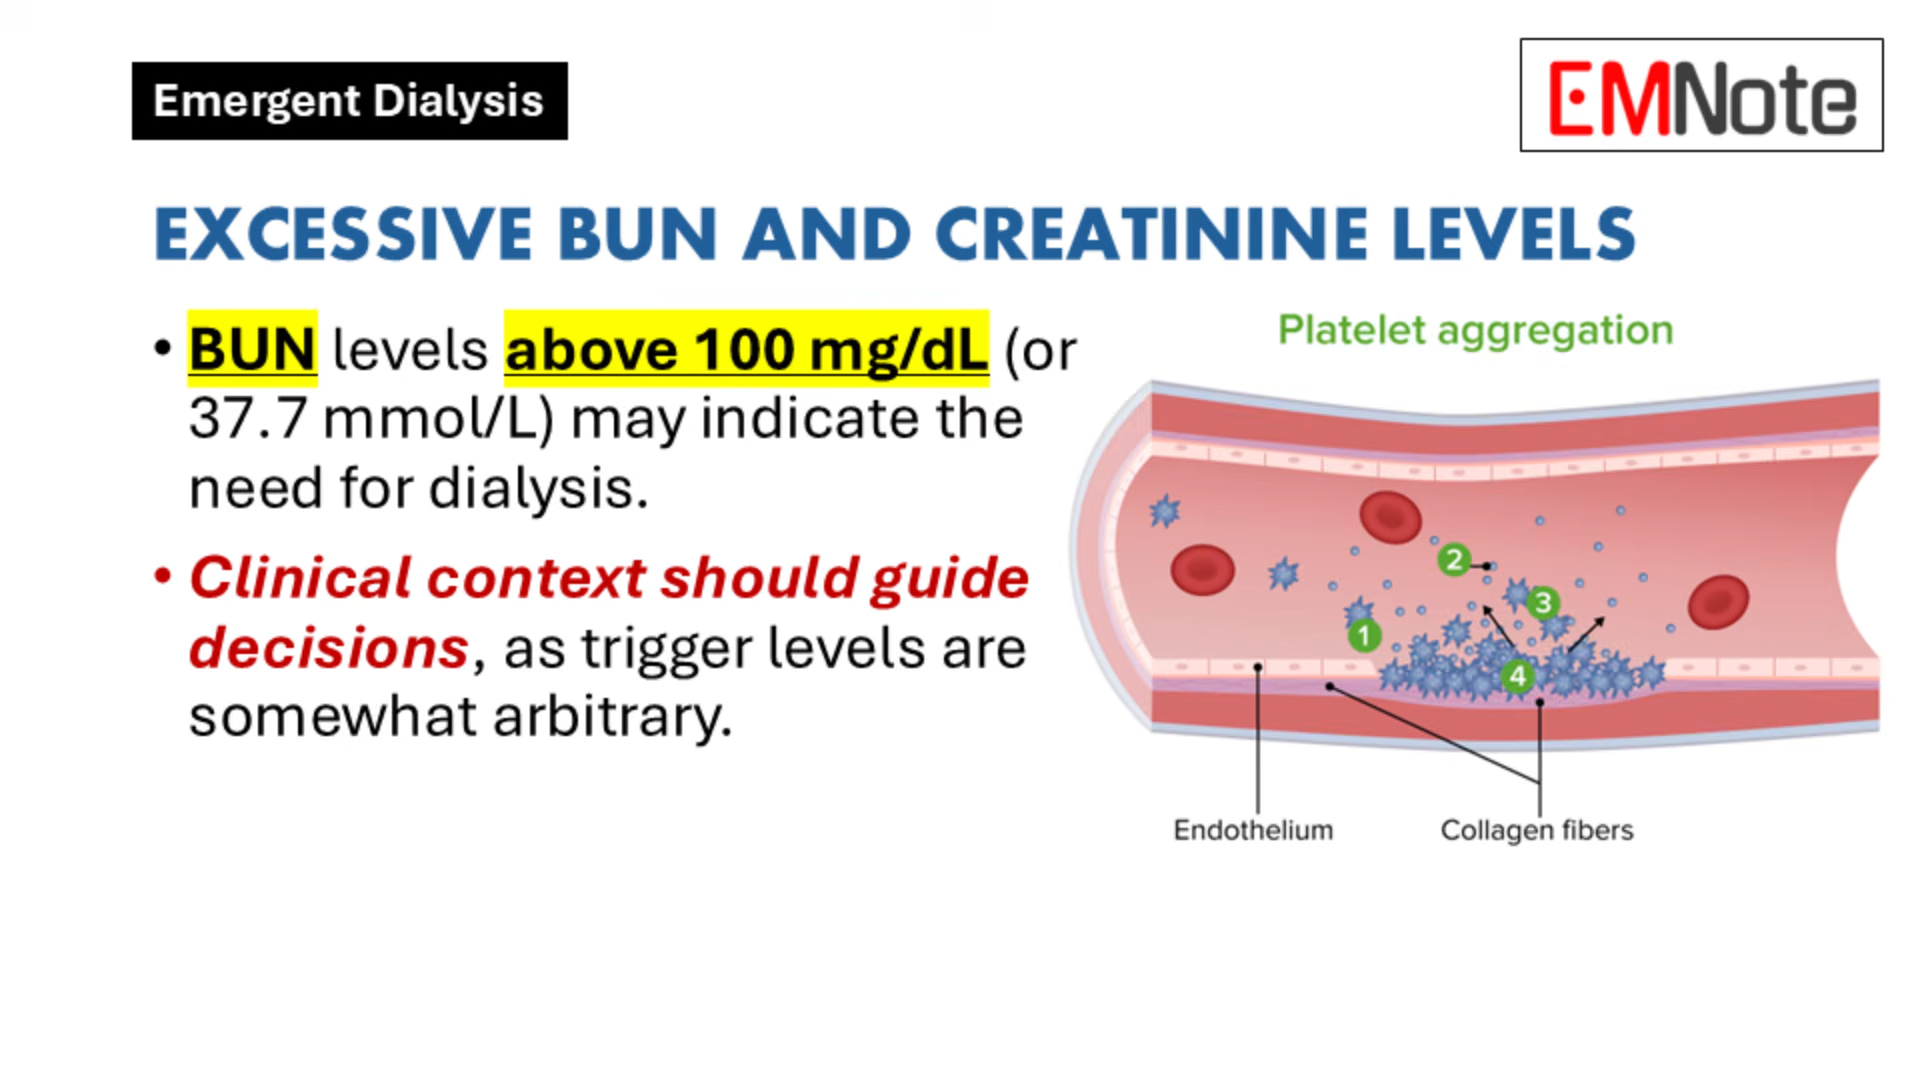 Emergent Dialysis
EMNote
EXCESSIVE BUN AND CREATININE LEVELS
• BUN levels above 100 mg/dL (or
37.7 mmol/L) may indicate the
need for dialysis.
• Clinical context should guide
decisions, as trigger levels are
somewhat arbitrary.
Platelet aggregation
2
3
1
4
Endothelium
Collagen fibers